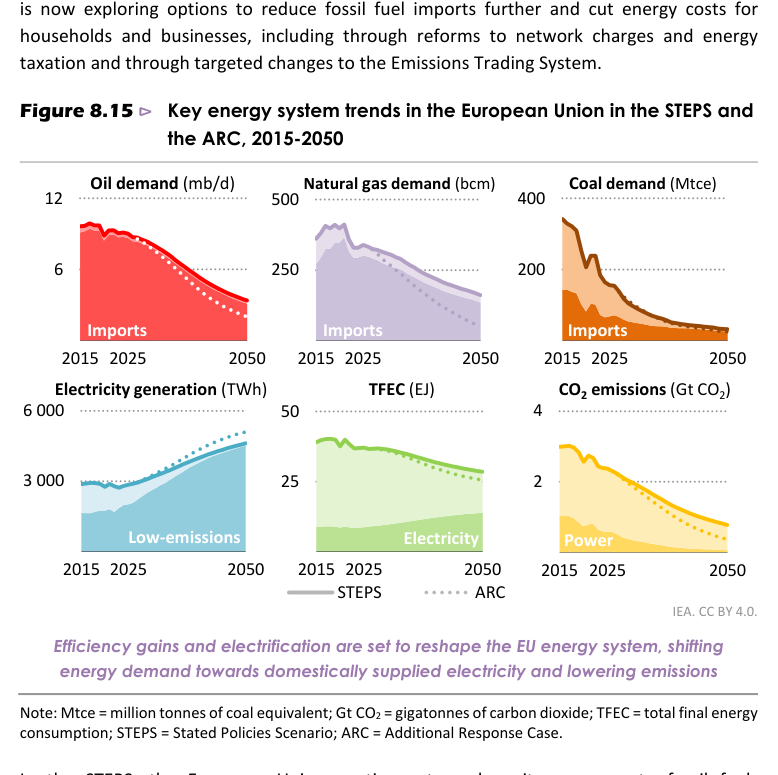 is now exploring options to reduce fossil fuel imports further and cut energy costs for
households and businesses, including through reforms to network charges and energy
taxation and through targeted changes to the Emissions Trading System.
Figure 8.15 ▷ Key energy system trends in the European Union in the STEPS and
the ARC, 2015-2050
Oil demand (mb/d)
12
6
Imports
2015 2025 2050
Natural gas demand (bcm)
500
250
Imports
2015 2025 2050
Coal demand (Mtce)
400
200
Imports
2015 2025 2050
Electricity generation (TWh)
6 000
3 000
Low-emissions
2015 2025 2050
TFEC (EJ)
50
25
Electricity
2015 2025 2050
CO₂ emissions (Gt CO₂)
4
2
Power
2015 2025 2050
STEPS ARC
IEA. CC BY 4.0.
Efficiency gains and electrification are set to reshape the EU energy system, shifting
energy demand towards domestically supplied electricity and lowering emissions
Note: Mtce = million tonnes of coal equivalent; Gt CO₂ = gigatonnes of carbon dioxide; TFEC = total final energy
consumption; STEPS = Stated Policies Scenario; ARC = Additional Response Case.